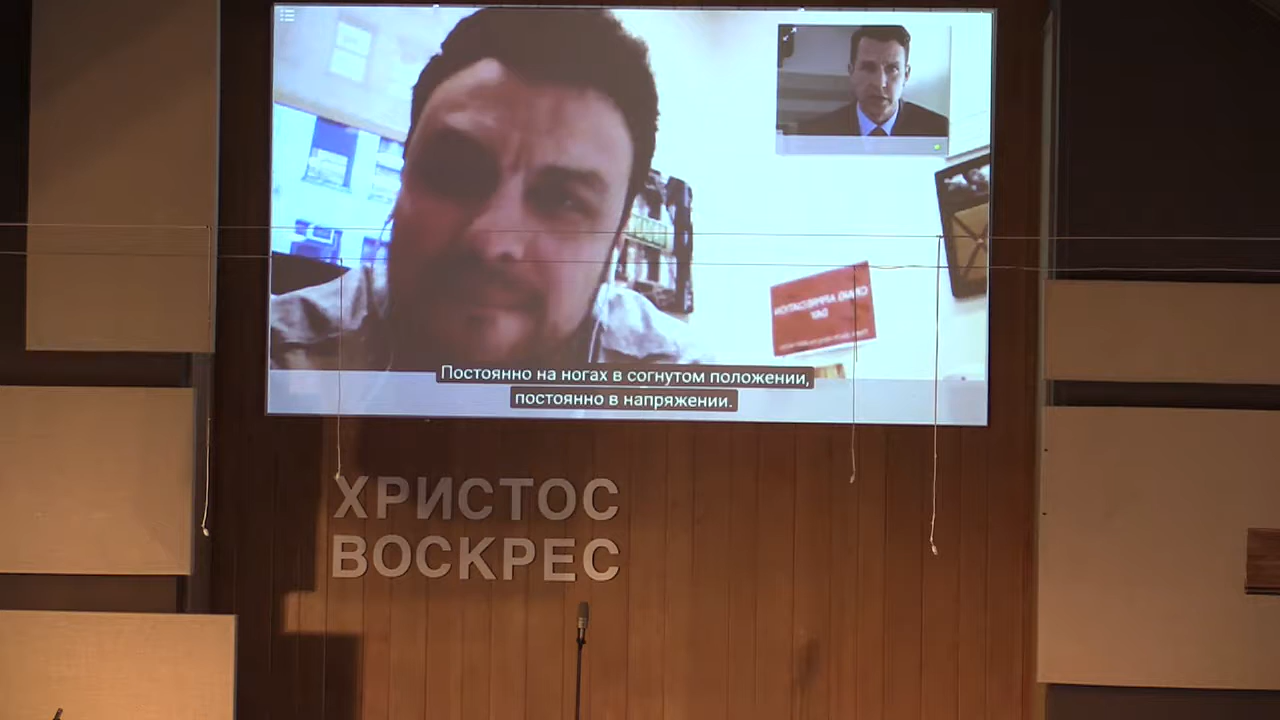 Постоянно на ногах в согнутом положении,
постоянно в напряжении.
ХРИСТОС
ВОСКРЕС